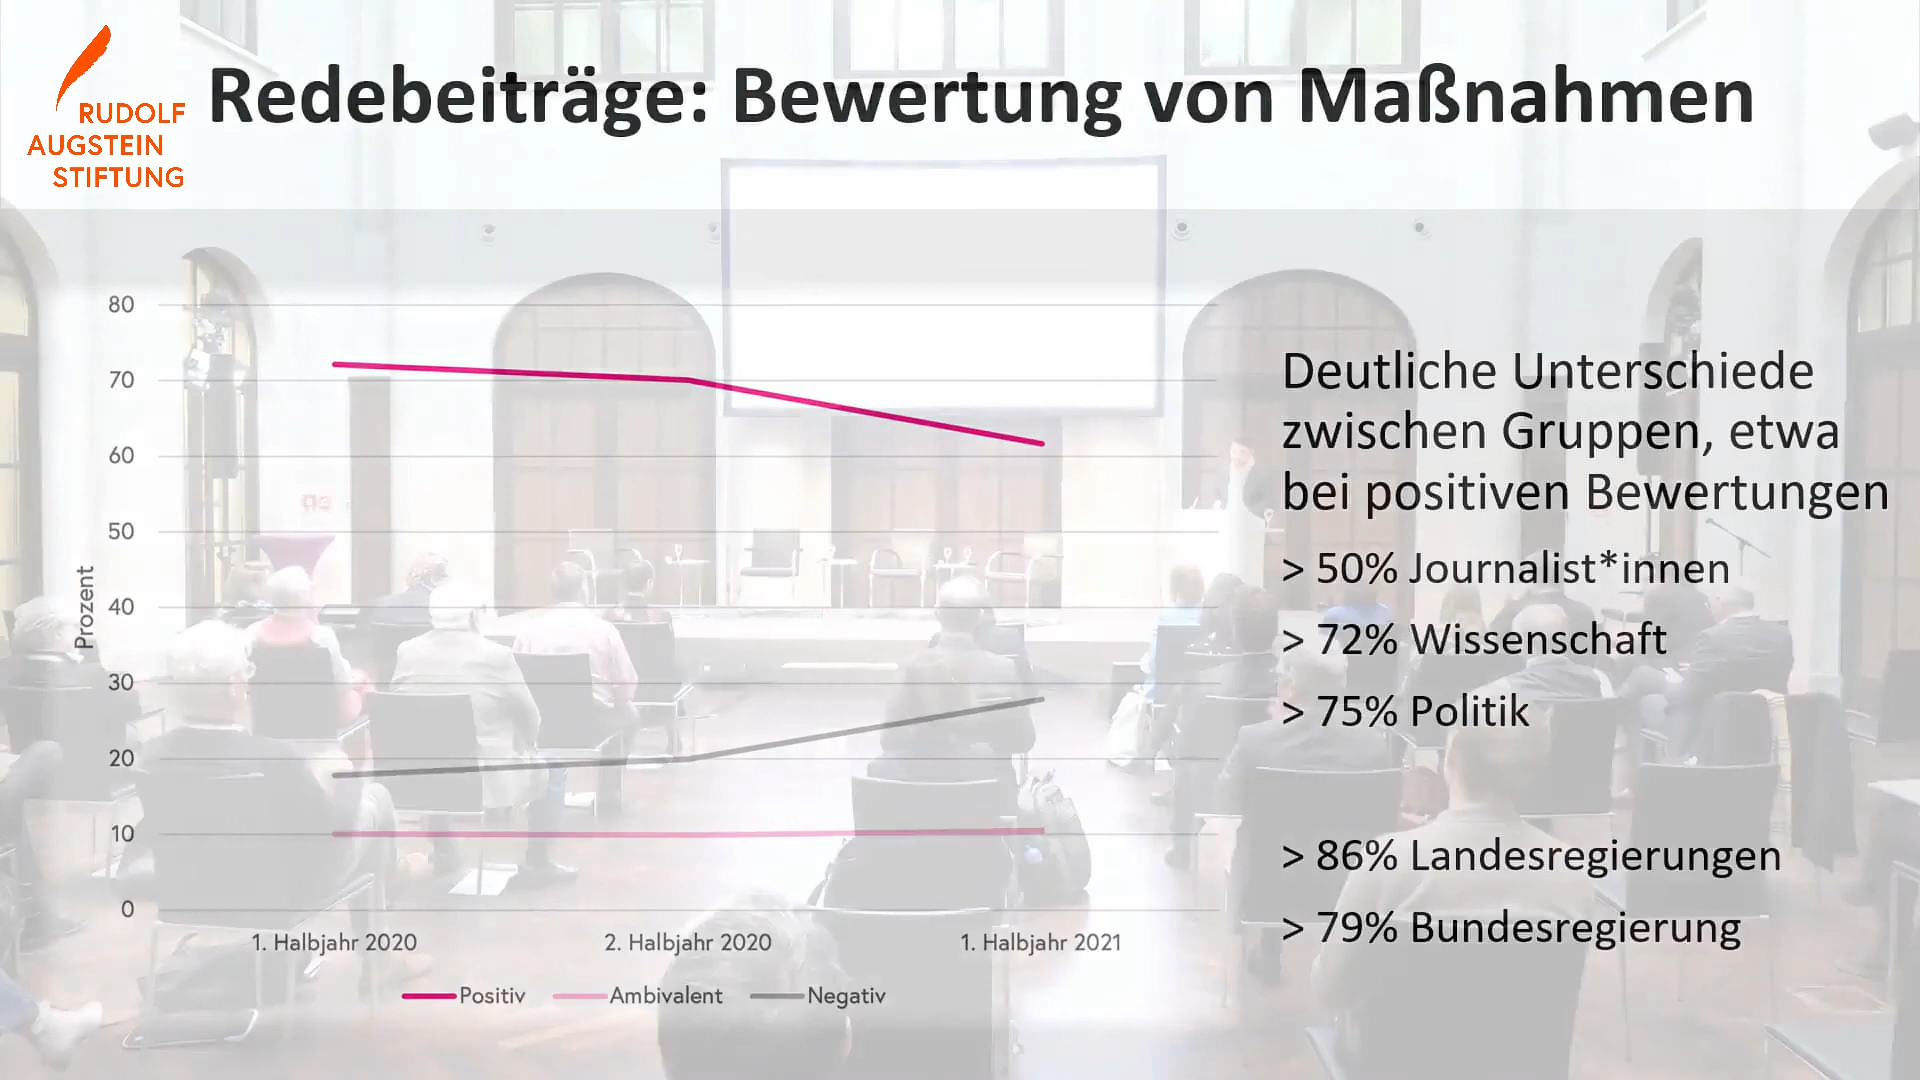 RUDOLF
AUGSTEIN
STIFTUNG
Redebeiträge: Bewertung von Maßnahmen
80
70
60
50
40
30
20
10
0
Prozent
1. Halbjahr 2020
2. Halbjahr 2020
1. Halbjahr 2021
Positiv
Ambivalent
Negativ
Deutliche Unterschiede
zwischen Gruppen, etwa
bei positiven Bewertungen
> 50% Journalist*innen
> 72% Wissenschaft
> 75% Politik
> 86% Landesregierungen
> 79% Bundesregierung